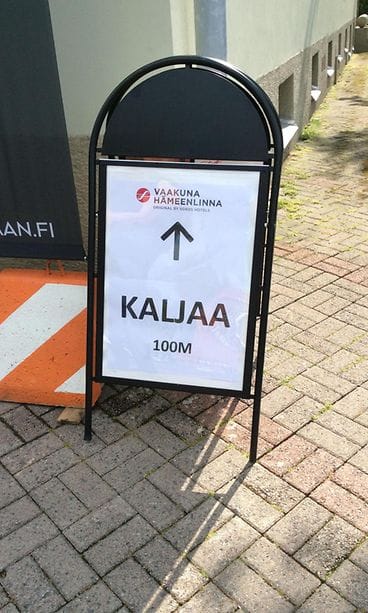 VAAKUNA
HÄMEENLINNA
ORIGINAL BY SOKOS HOTELS
↑
KALJAA
100M
AAN.FI